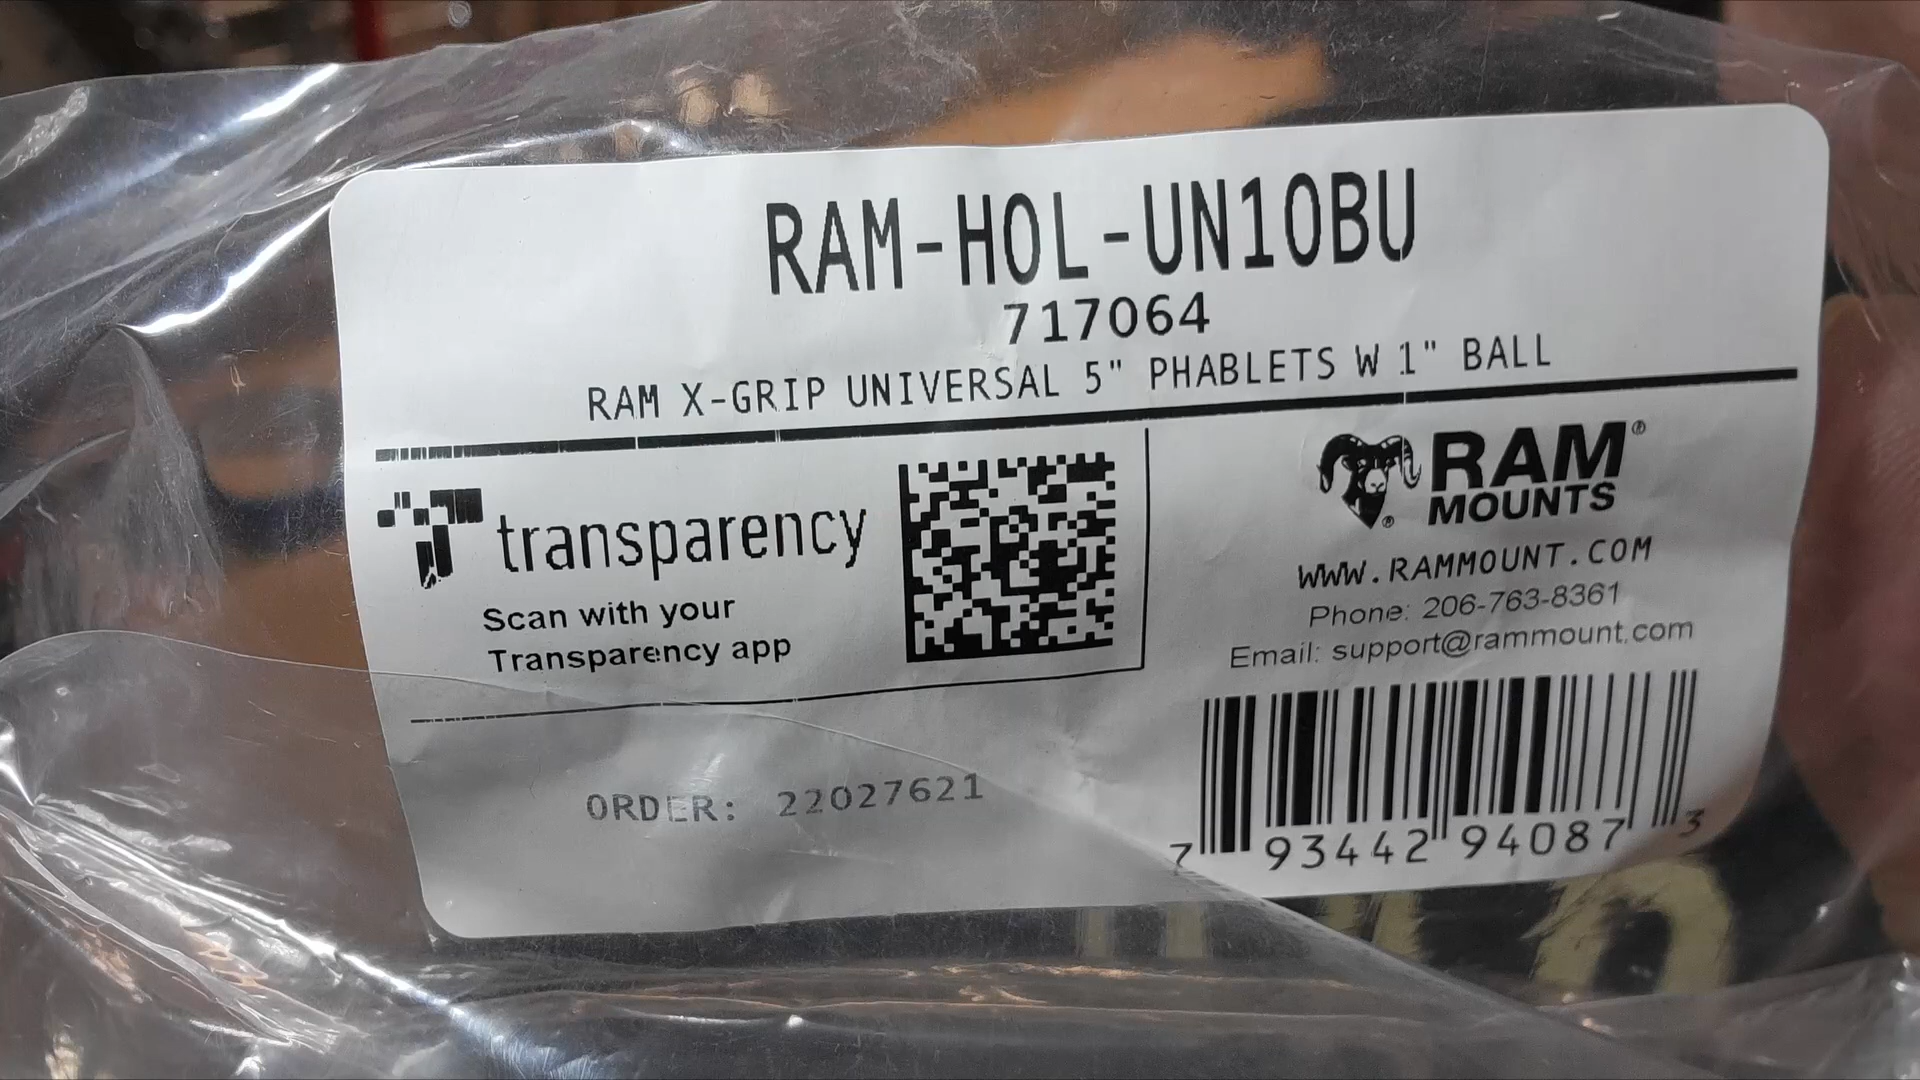 RAM-HOL-UN10BU
717064
RAM X-GRIP UNIVERSAL 5" PHABLETS W 1" BALL
transparency
Scan with your
Transparency app
RAM®
MOUNTS
®
WWW.RAMMOUNT.COM
Phone: 206-763-8361
Email: support@rammount.com
ORDER: 22027621
7 93442 94087 3